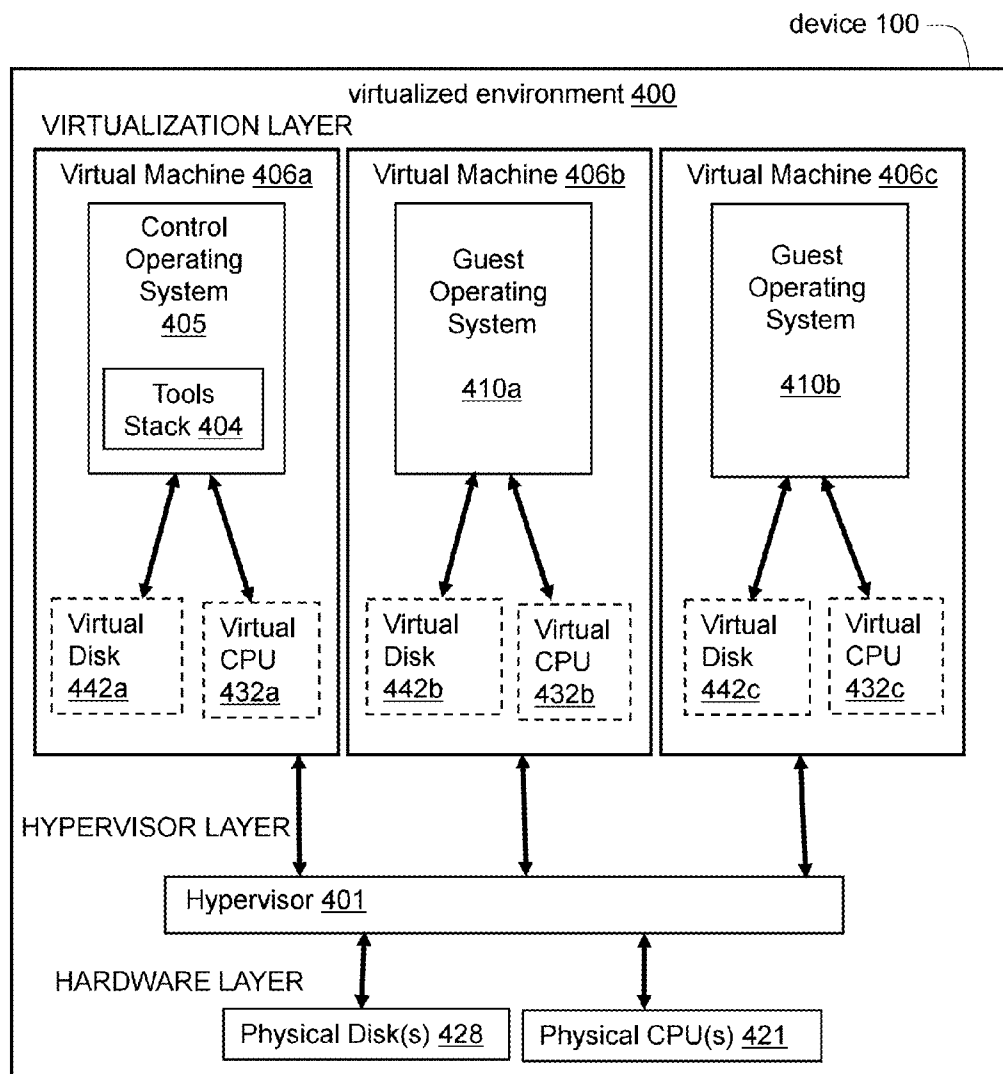 device 100
virtualized environment 400
VIRTUALIZATION LAYER
Virtual Machine 406a
Control
Operating
System
405
Tools
Stack 404
Virtual
Disk
442a
Virtual
CPU
432a
Virtual Machine 406b
Guest
Operating
System
410a
Virtual
Disk
442b
Virtual
CPU
432b
Virtual Machine 406c
Guest
Operating
System
410b
Virtual
Disk
442c
Virtual
CPU
432c
HYPERVISOR LAYER
Hypervisor 401
HARDWARE LAYER
Physical Disk(s) 428
Physical CPU(s) 421